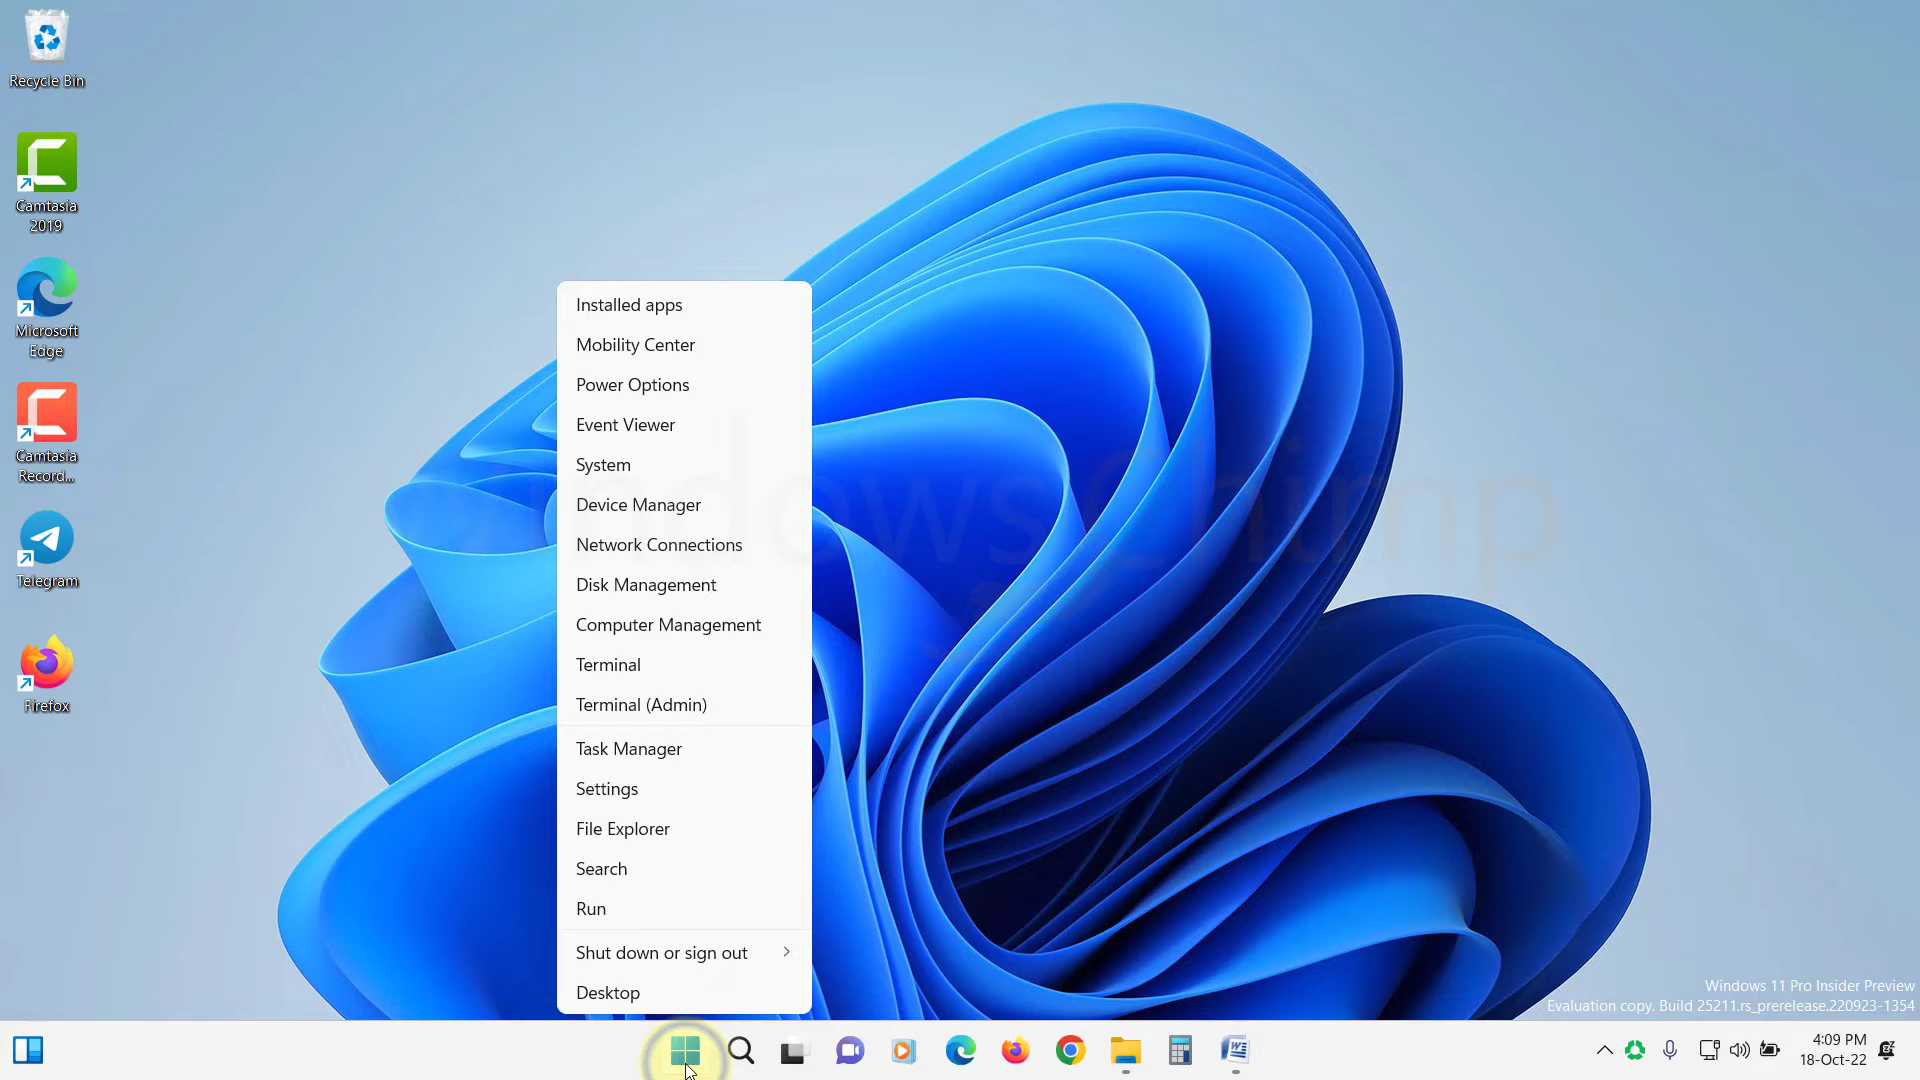 Recycle Bin
Camtasia
2019
Microsoft
Edge
Camtasia
Record...
Telegram
Firefox
Installed apps
Mobility Center
Power Options
Event Viewer
System
Device Manager
Network Connections
Disk Management
Computer Management
Terminal
Terminal (Admin)
Task Manager
Settings
File Explorer
Search
Run
Shut down or sign out
Desktop
ndowsChimp
Windows 11 Pro Insider Preview
Evaluation copy. Build 25211.rs_prerelease.220923-1354
4:09 PM
18-Oct-22